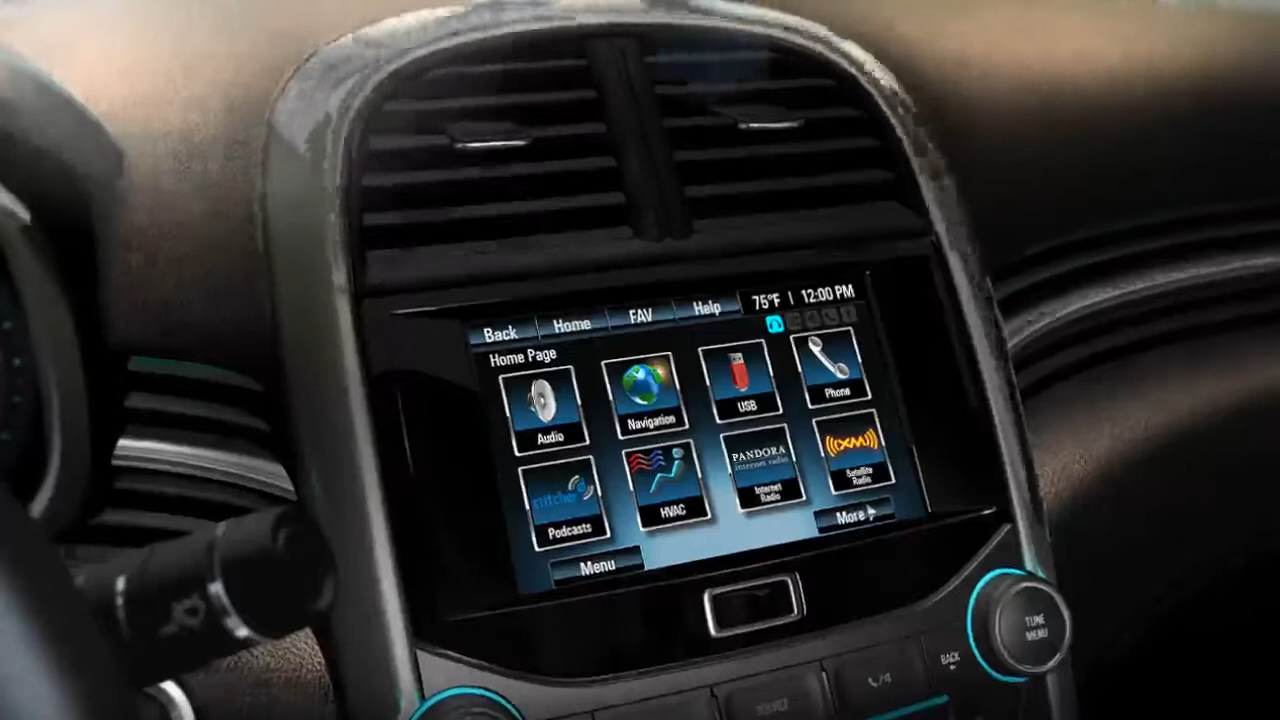 Back Home FAV Help 75°F | 12:00 PM
Home Page
Audio Navigation USB Phone
stitcher
Podcasts
HVAC
PANDORA
internet radio
Internet
Radio
((XM))
Satellite
Radio
Menu More
TUNE
MENU
BACK